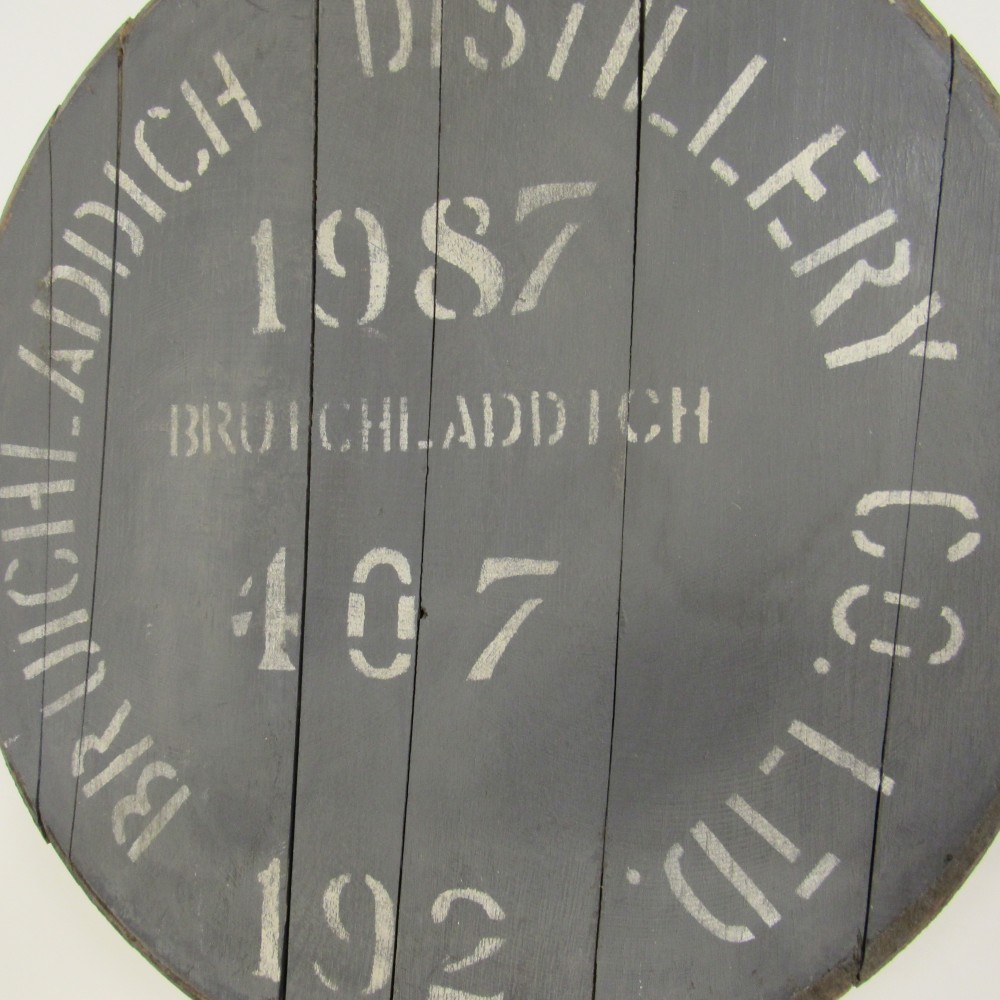 BRUICHLADDICH DISTILLERY CO. LTD.
1987
BRUICHLADDICH
407
192